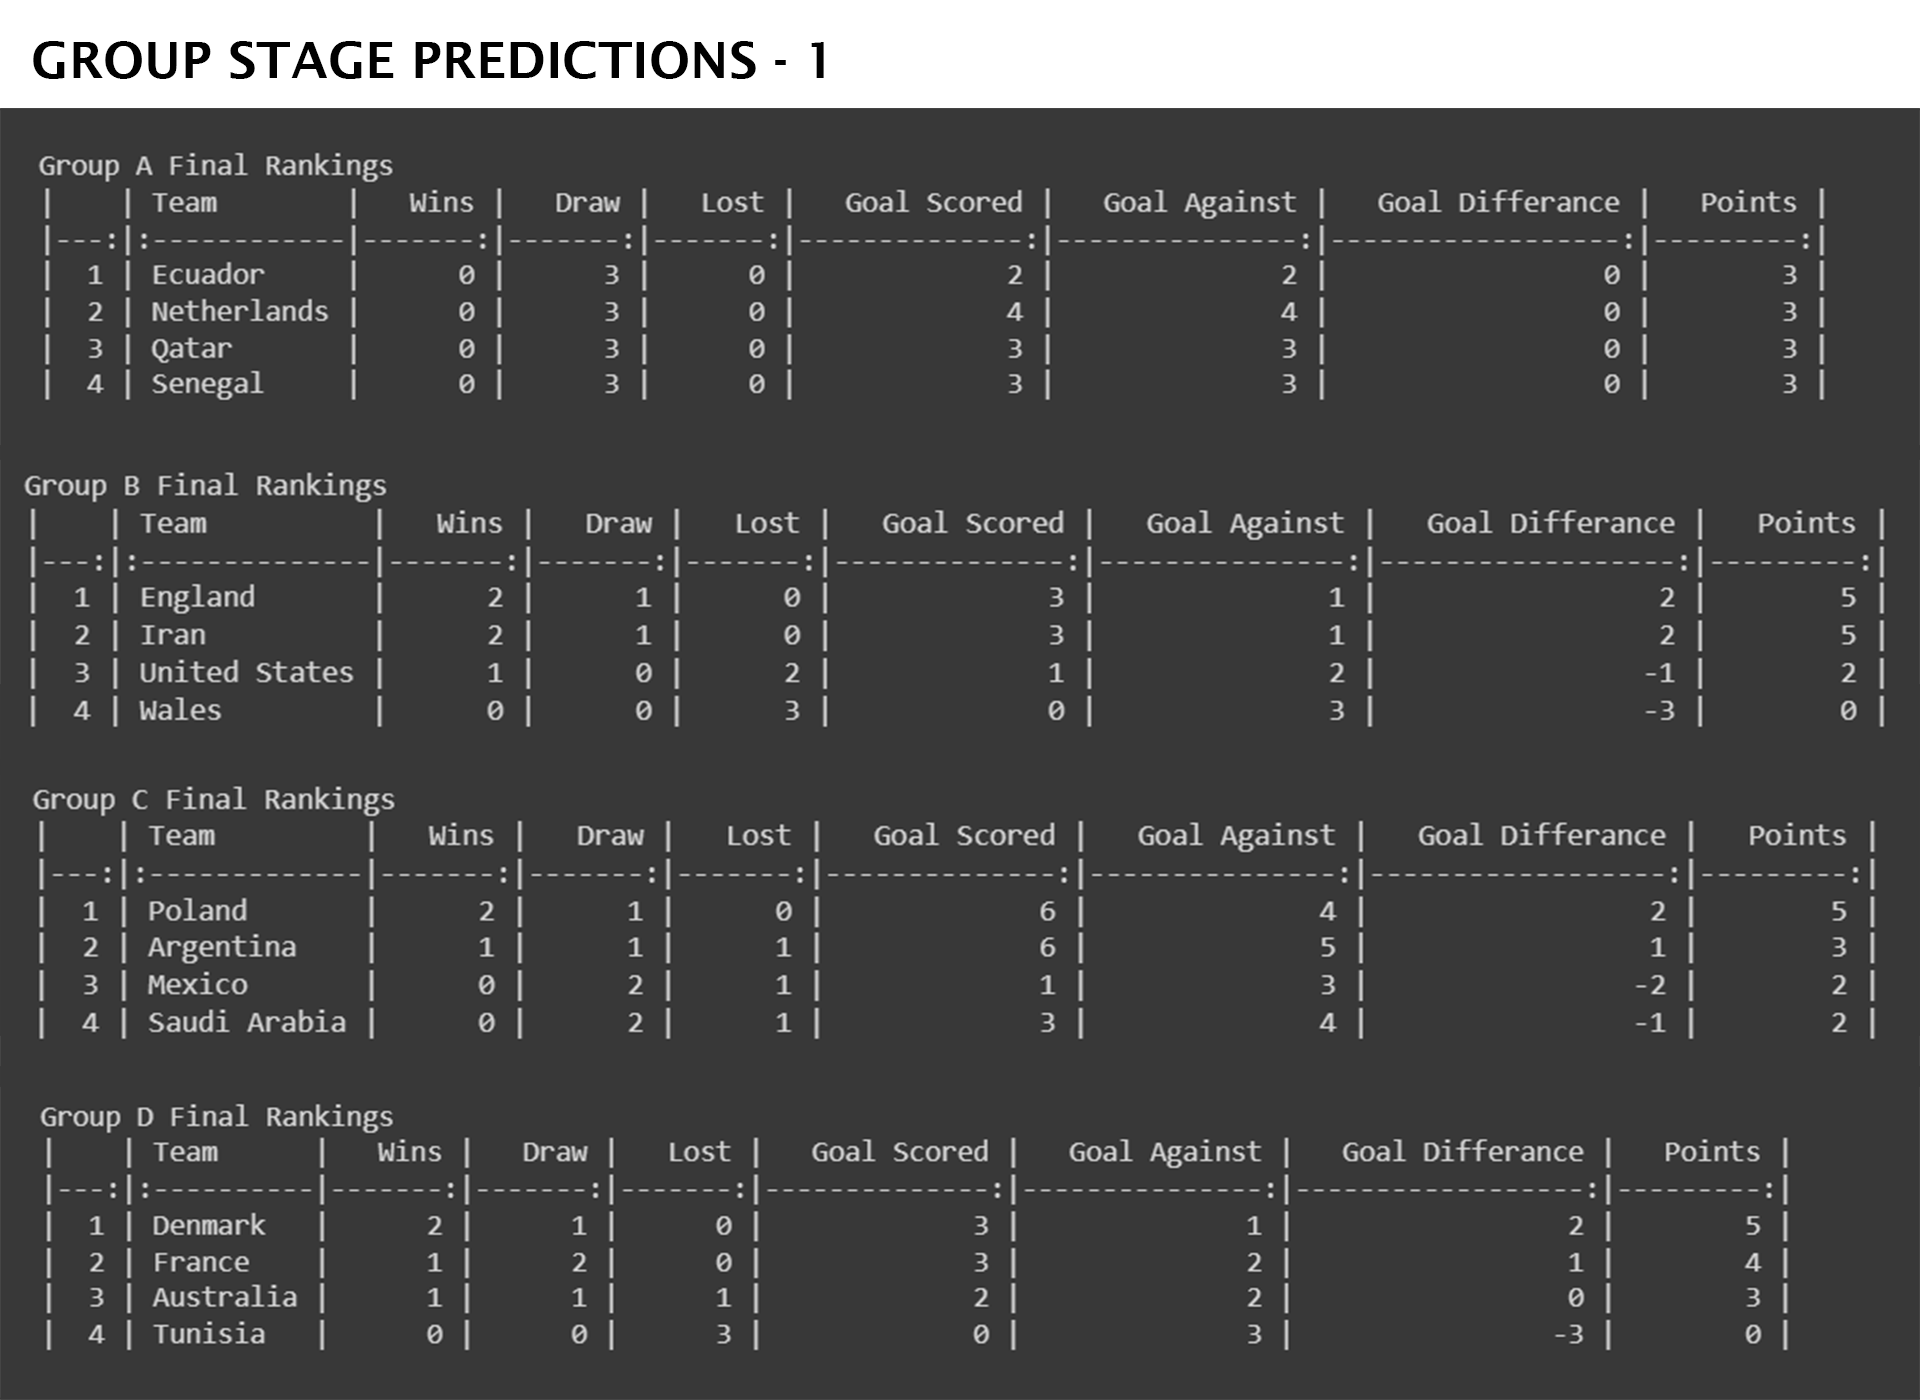 GROUP STAGE PREDICTIONS - 1
Group A Final Rankings
| | Team | Wins | Draw | Lost | Goal Scored | Goal Against | Goal Differance | Points |
|---:|:------------|-------:|-------:|-------:|--------------:|---------------:|------------------:|---------:|
| 1 | Ecuador | 0 | 3 | 0 | 2 | 2 | 0 | 3 |
| 2 | Netherlands | 0 | 3 | 0 | 4 | 4 | 0 | 3 |
| 3 | Qatar | 0 | 3 | 0 | 3 | 3 | 0 | 3 |
| 4 | Senegal | 0 | 3 | 0 | 3 | 3 | 0 | 3 |
Group B Final Rankings
| | Team | Wins | Draw | Lost | Goal Scored | Goal Against | Goal Differance | Points |
|---:|:--------------|-------:|-------:|-------:|--------------:|---------------:|------------------:|---------:|
| 1 | England | 2 | 1 | 0 | 3 | 1 | 2 | 5 |
| 2 | Iran | 2 | 1 | 0 | 3 | 1 | 2 | 5 |
| 3 | United States | 1 | 0 | 2 | 1 | 2 | -1 | 2 |
| 4 | Wales | 0 | 0 | 3 | 0 | 3 | -3 | 0 |
Group C Final Rankings
| | Team | Wins | Draw | Lost | Goal Scored | Goal Against | Goal Differance | Points |
|---:|:-------------|-------:|-------:|-------:|--------------:|---------------:|------------------:|---------:|
| 1 | Poland | 2 | 1 | 0 | 6 | 4 | 2 | 5 |
| 2 | Argentina | 1 | 1 | 1 | 6 | 5 | 1 | 3 |
| 3 | Mexico | 0 | 2 | 1 | 1 | 3 | -2 | 2 |
| 4 | Saudi Arabia | 0 | 2 | 1 | 3 | 4 | -1 | 2 |
Group D Final Rankings
| | Team | Wins | Draw | Lost | Goal Scored | Goal Against | Goal Differance | Points |
|---:|:----------|-------:|-------:|-------:|--------------:|---------------:|------------------:|---------:|
| 1 | Denmark | 2 | 1 | 0 | 3 | 1 | 2 | 5 |
| 2 | France | 1 | 2 | 0 | 3 | 2 | 1 | 4 |
| 3 | Australia | 1 | 1 | 1 | 2 | 2 | 0 | 3 |
| 4 | Tunisia | 0 | 0 | 3 | 0 | 3 | -3 | 0 |